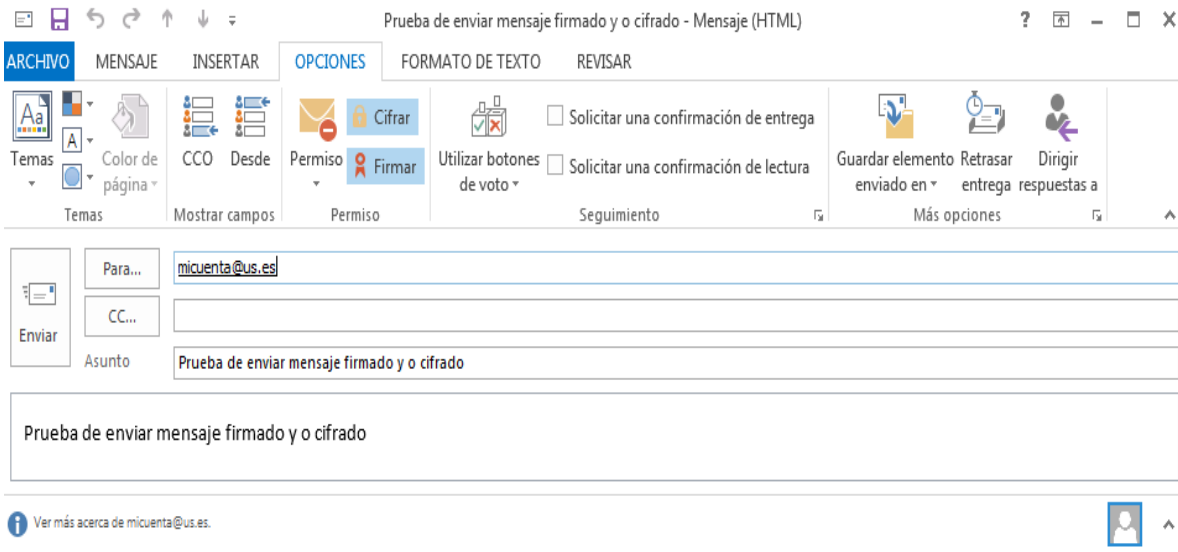 Prueba de enviar mensaje firmado y o cifrado - Mensaje (HTML)
?
ARCHIVO MENSAJE INSERTAR OPCIONES FORMATO DE TEXTO REVISAR
Aa
A
Temas
Color de
página
CCO
Desde
Permiso
Cifrar
Firmar
Utilizar botones
de voto
Solicitar una confirmación de entrega
Solicitar una confirmación de lectura
Guardar elemento
enviado en
Retrasar
entrega
Dirigir
respuestas a
Temas Mostrar campos Permiso Seguimiento Más opciones
Enviar
Para... micuenta@us.es
CC...
Asunto Prueba de enviar mensaje firmado y o cifrado
Prueba de enviar mensaje firmado y o cifrado
Ver más acerca de micuenta@us.es.